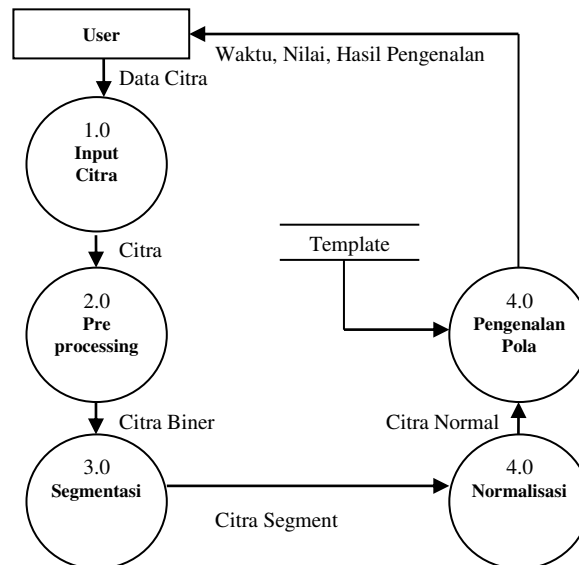 User
Waktu, Nilai, Hasil Pengenalan
Data Citra
1.0
Input
Citra
Citra
Template
2.0
Pre
processing
4.0
Pengenalan
Pola
Citra Biner
Citra Normal
3.0
Segmentasi
4.0
Normalisasi
Citra Segment